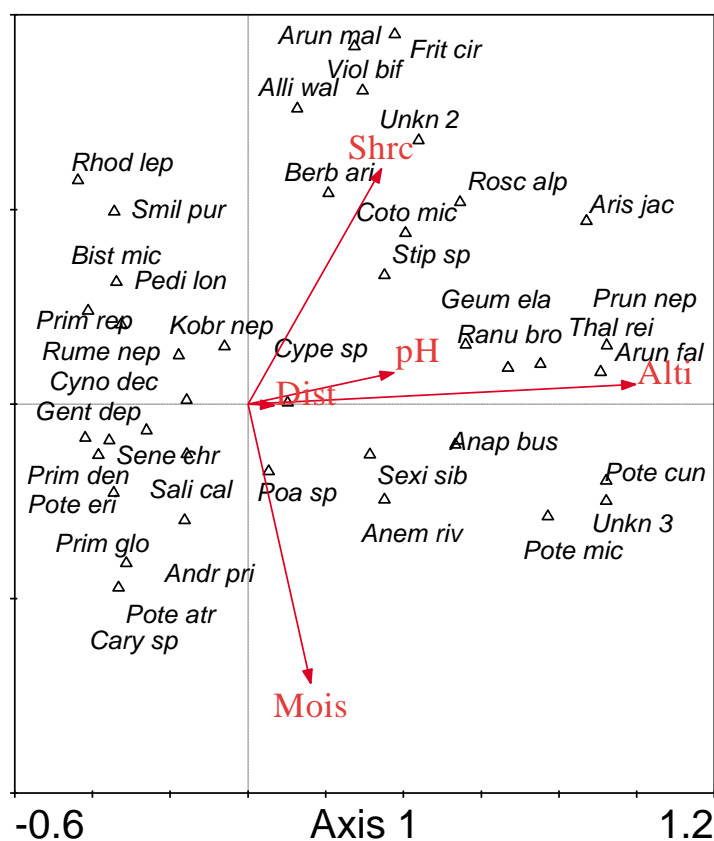 Arun mal
Frit cir
Viol bif
Alli wal
Unkn 2
Shrc
Rhod lep
Berb ari
Rosc alp
Smil pur
Coto mic
Aris jac
Bist mic
Stip sp
Pedi lon
Geum ela
Prun nep
Prim rep
Kobr nep
Ranu bro
Thal rei
Rume nep
Cype sp
pH
Arun fal
Cyno dec
Dist
Alti
Gent dep
Sene chr
Anap bus
Prim den
Sali cal
Poa sp
Sexi sib
Pote cun
Pote eri
Unkn 3
Prim glo
Anem riv
Pote mic
Andr pri
Pote atr
Cary sp
Mois
-0.6 Axis 1 1.2